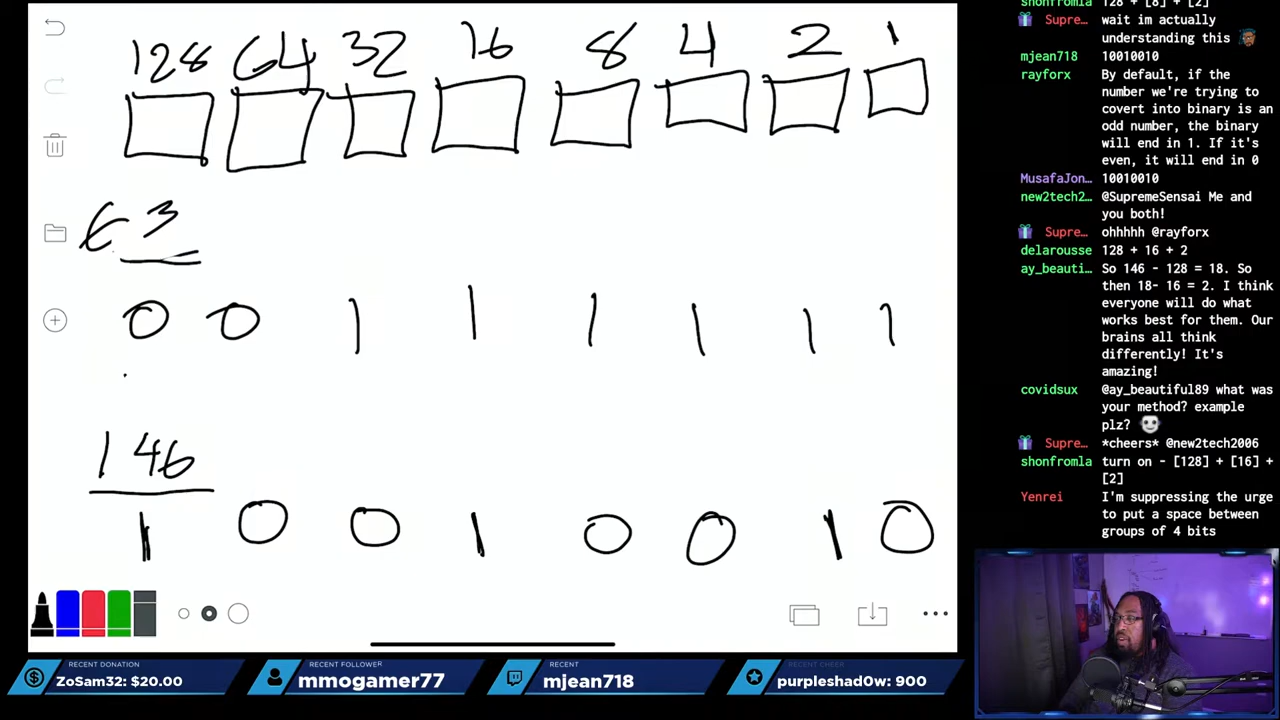 128 64 32 16 8 4 2 1
63
0 0 1 1 1 1 1 1
146
1 0 0 1 0 0 1 0
shonfromla 128 + [8] + [2]
Supre... wait im actually
understanding this
mjean718 10010010
rayforx By default, if the
number we're trying to
covert into binary is an
odd number, the binary
will end in 1. If it's
even, it will end in 0
MusafaJon... 10010010
new2tech2... @SupremeSensai Me and
you both!
Supre... ohhhhh @rayforx
delarousse 128 + 16 + 2
ay_beauti... So 146 - 128 = 18. So
then 18- 16 = 2. I think
everyone will do what
works best for them. Our
brains all think
differently! It's
amazing!
covidsux @ay_beautiful89 what was
your method? example
plz?
Supre... *cheers* @new2tech2006
shonfromla turn on - [128] + [16] +
[2]
Yenrei I'm suppressing the urge
to put a space between
groups of 4 bits
RECENT DONATION
ZoSam32: $20.00
RECENT FOLLOWER
mmogamer77
RECENT
mjean718
RECENT CHEER
purpleshad0w: 900